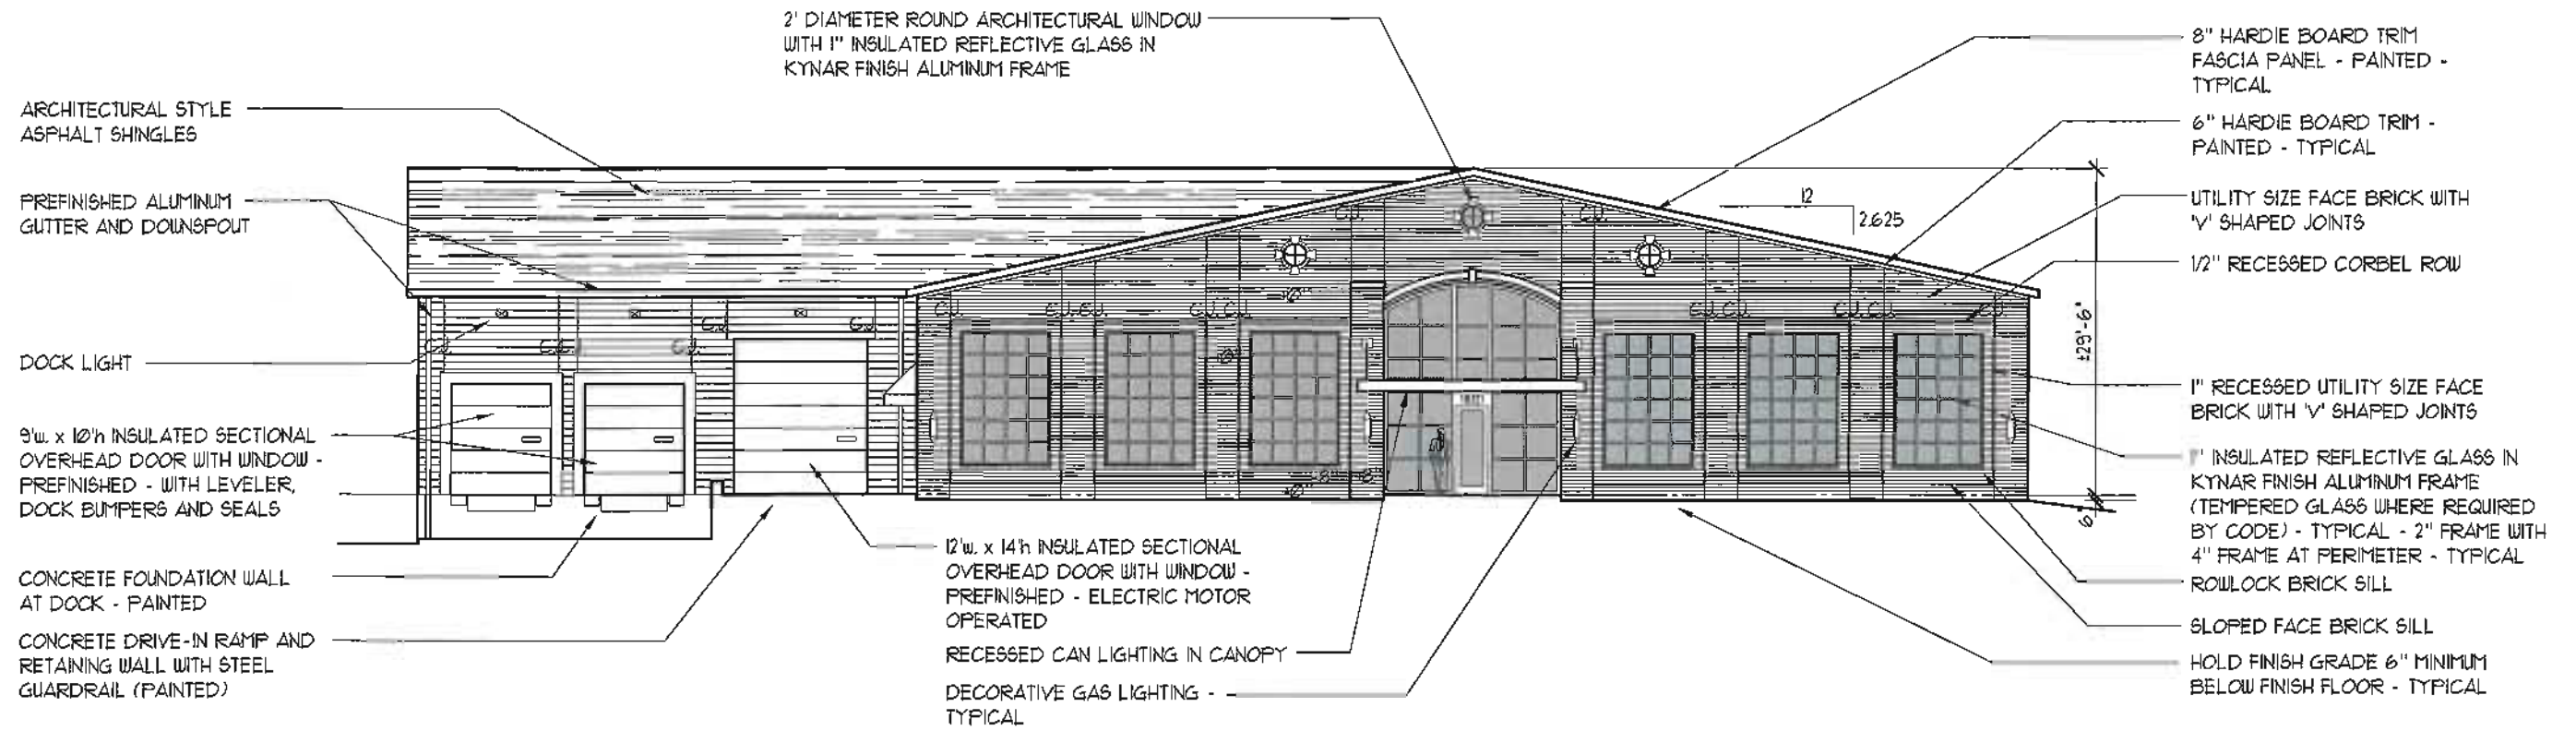 2' DIAMETER ROUND ARCHITECTURAL WINDOW
WITH 1" INSULATED REFLECTIVE GLASS IN
KYNAR FINISH ALUMINUM FRAME
ARCHITECTURAL STYLE
ASPHALT SHINGLES
PREFINISHED ALUMINUM
GUTTER AND DOWNSPOUT
DOCK LIGHT
9'w. x 10'h INSULATED SECTIONAL
OVERHEAD DOOR WITH WINDOW -
PREFINISHED - WITH LEVELER,
DOCK BUMPERS AND SEALS
CONCRETE FOUNDATION WALL
AT DOCK - PAINTED
CONCRETE DRIVE-IN RAMP AND
RETAINING WALL WITH STEEL
GUARDRAIL (PAINTED)
12'w. x 14'h INSULATED SECTIONAL
OVERHEAD DOOR WITH WINDOW -
PREFINISHED - ELECTRIC MOTOR
OPERATED
RECESSED CAN LIGHTING IN CANOPY
DECORATIVE GAS LIGHTING -
TYPICAL
C.J. C.J.
C.J. C.J. C.J. C.J. C.J. C.J. C.J. C.J. C.J. C.J.
C.J. C.J.
C.J. C.J. C.J.
12
2.625
±29'-6"
6"
8" HARDIE BOARD TRIM
FASCIA PANEL - PAINTED -
TYPICAL
6" HARDIE BOARD TRIM -
PAINTED - TYPICAL
UTILITY SIZE FACE BRICK WITH
'V' SHAPED JOINTS
1/2" RECESSED CORBEL ROW
1" RECESSED UTILITY SIZE FACE
BRICK WITH 'V' SHAPED JOINTS
1" INSULATED REFLECTIVE GLASS IN
KYNAR FINISH ALUMINUM FRAME
(TEMPERED GLASS WHERE REQUIRED
BY CODE) - TYPICAL - 2" FRAME WITH
4" FRAME AT PERIMETER - TYPICAL
ROWLOCK BRICK SILL
SLOPED FACE BRICK SILL
HOLD FINISH GRADE 6" MINIMUM
BELOW FINISH FLOOR - TYPICAL